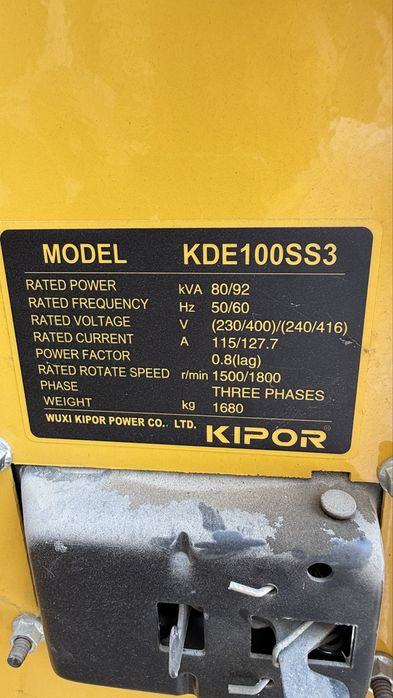 MODEL KDE100SS3
RATED POWER kVA 80/92
RATED FREQUENCY Hz 50/60
RATED VOLTAGE V (230/400)/(240/416)
RATED CURRENT A 115/127.7
POWER FACTOR 0.8(lag)
RATED ROTATE SPEED r/min 1500/1800
PHASE THREE PHASES
WEIGHT kg 1680
WUXI KIPOR POWER CO., LTD. KIPOR®